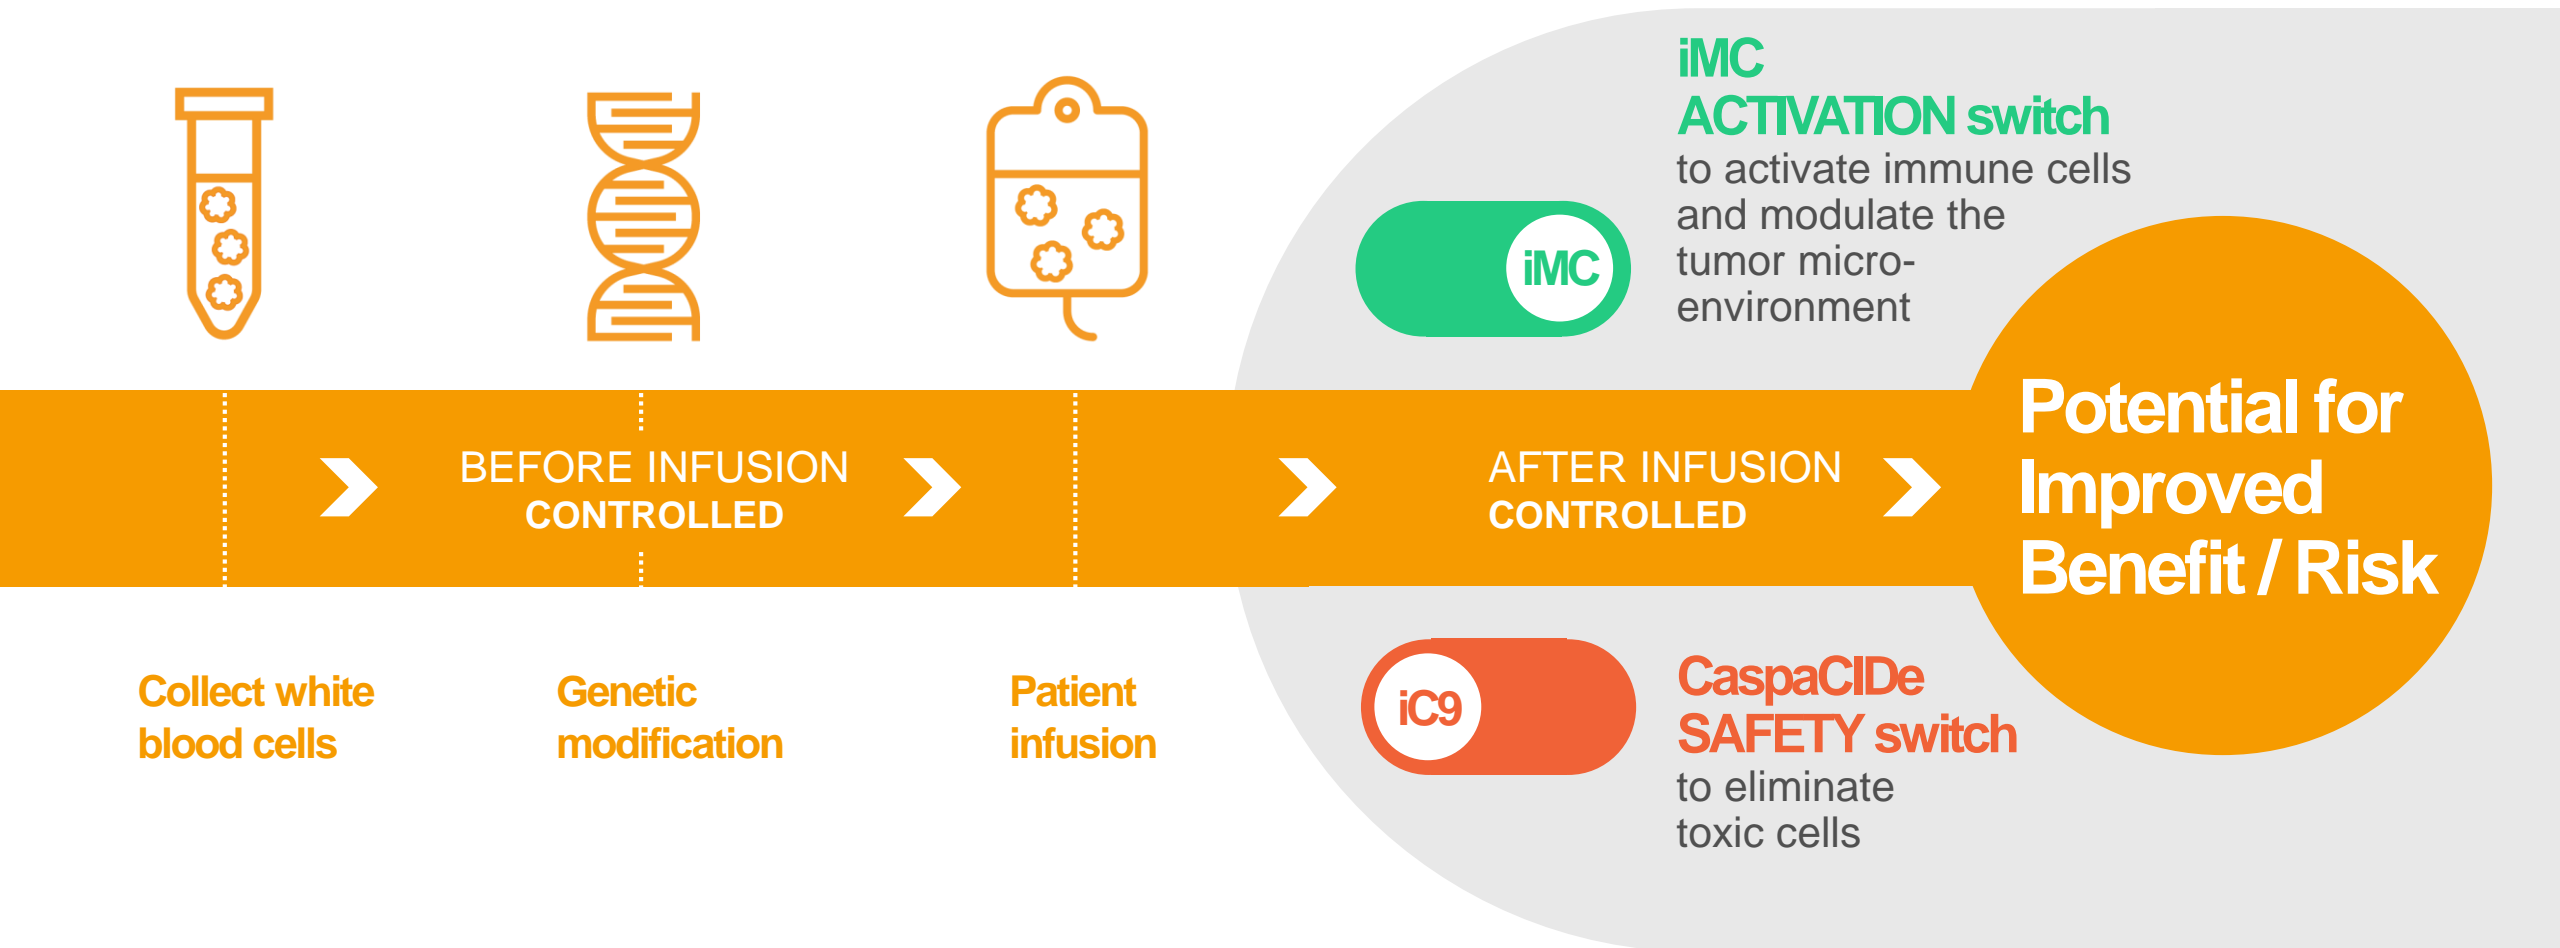 iMC
ACTIVATION switch
to activate immune cells
and modulate the
tumor micro-
environment
iMC
BEFORE INFUSION
CONTROLLED
AFTER INFUSION
CONTROLLED
Potential for
Improved
Benefit / Risk
Collect white
blood cells
Genetic
modification
Patient
infusion
iC9
CaspaCIDe
SAFETY switch
to eliminate
toxic cells